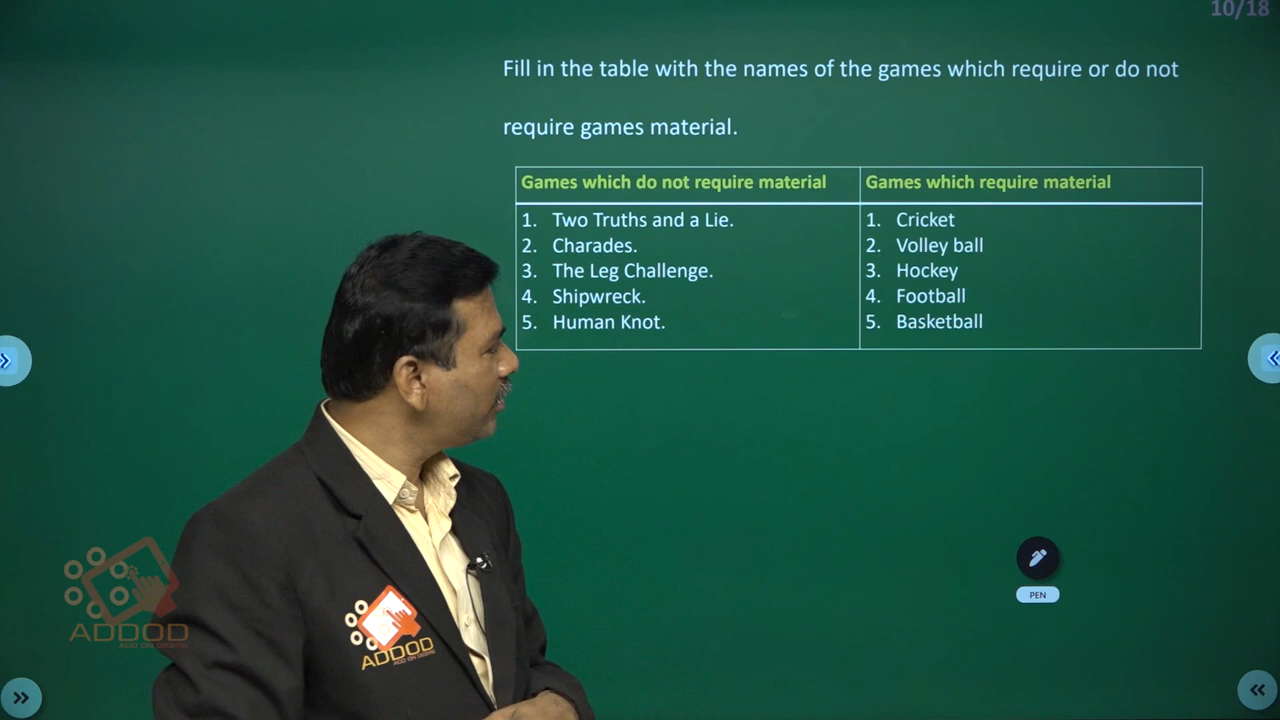 10/18
Fill in the table with the names of the games which require or do not
require games material.
Games which do not require material
Games which require material
1. Two Truths and a Lie.
2. Charades.
3. The Leg Challenge.
4. Shipwreck.
5. Human Knot.
1. Cricket
2. Volley ball
3. Hockey
4. Football
5. Basketball
PEN
ADDOD
ADD ON DESIRE
ADDOD